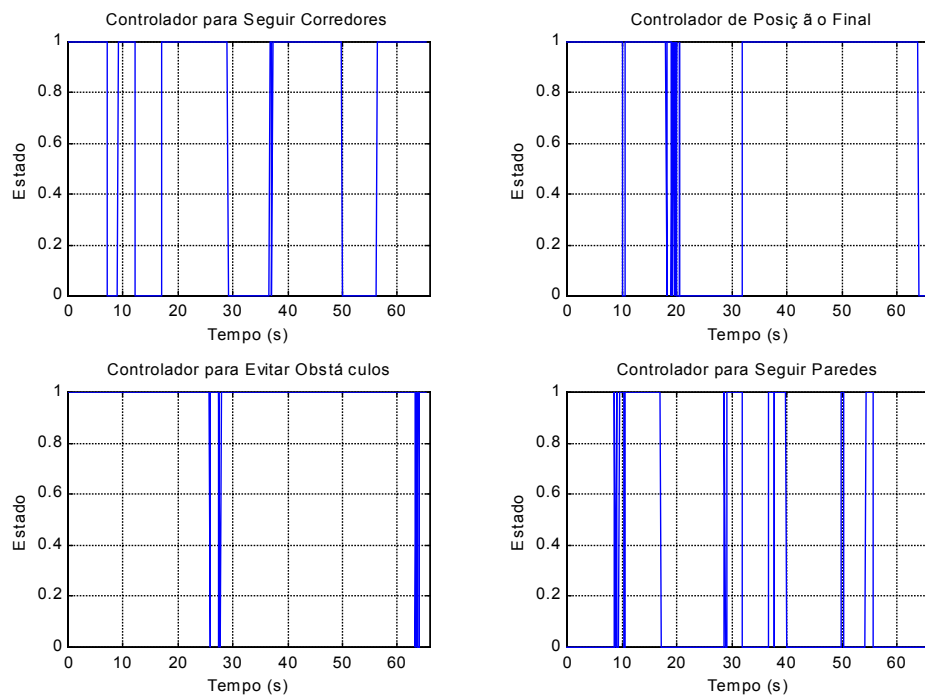 Controlador para Seguir Corredores
1
0.8
0.6
0.4
0.2
0
Estado
0 10 20 30 40 50 60
Tempo (s)
Controlador de Posiç ã o Final
1
0.8
0.6
0.4
0.2
0
Estado
0 10 20 30 40 50 60
Tempo (s)
Controlador para Evitar Obstá culos
1
0.8
0.6
0.4
0.2
0
Estado
0 10 20 30 40 50 60
Tempo (s)
Controlador para Seguir Paredes
1
0.8
0.6
0.4
0.2
0
Estado
0 10 20 30 40 50 60
Tempo (s)